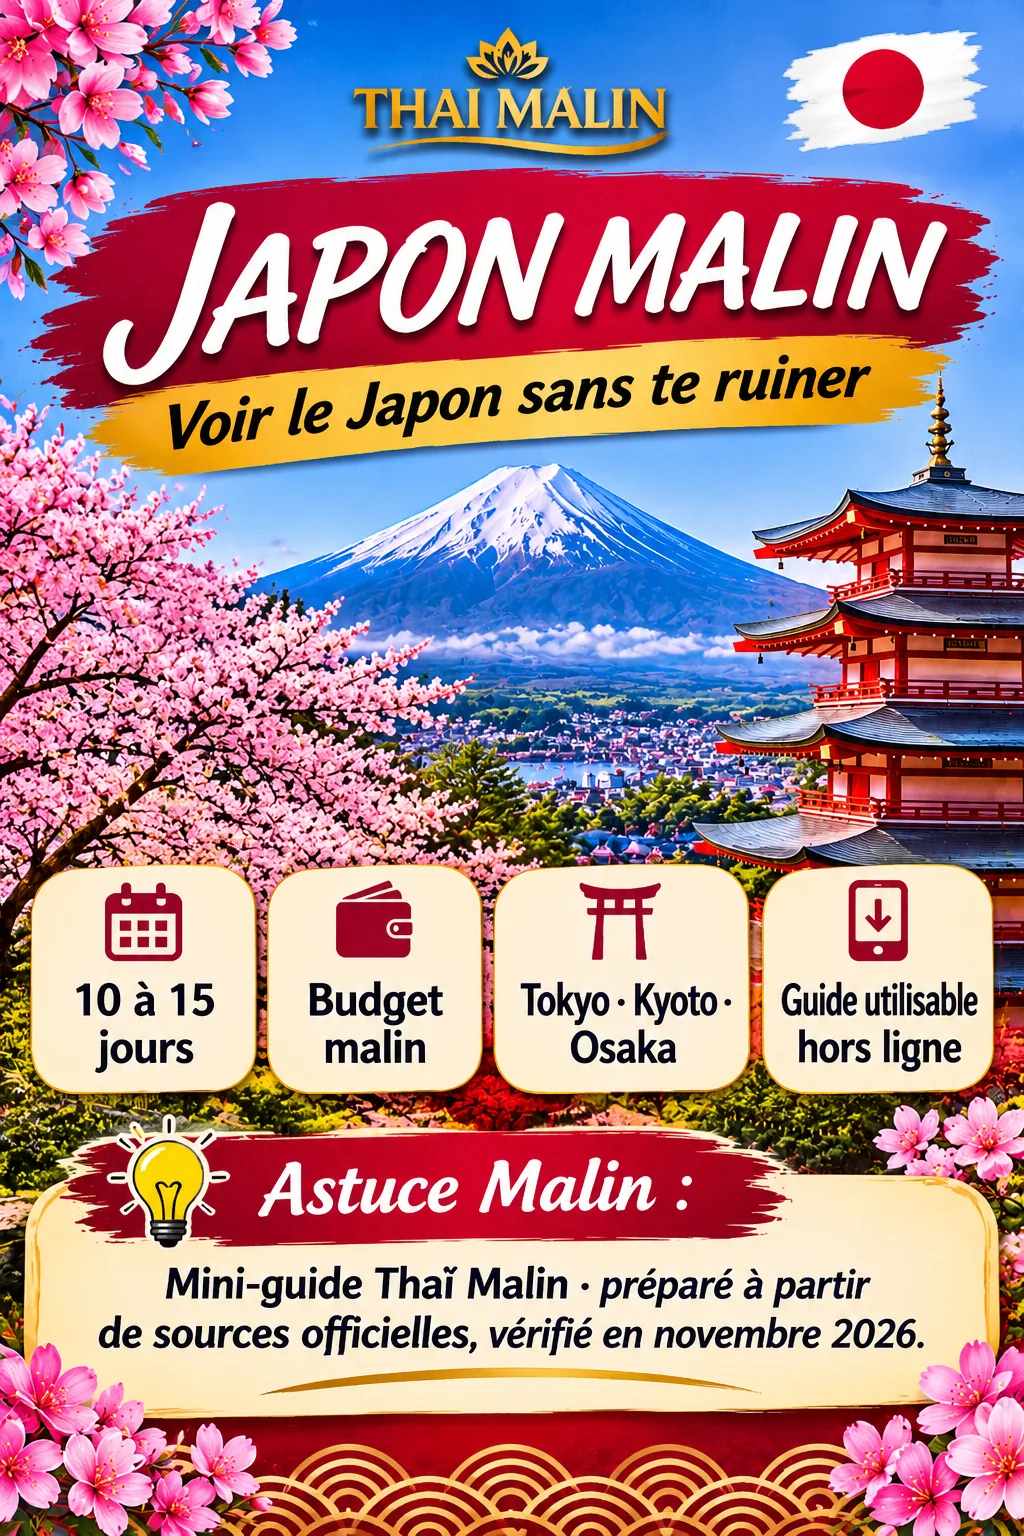 THAI MALIN
JAPON MALIN
Voir le Japon sans te ruiner
10 à 15
jours
Budget
malin
Tokyo · Kyoto ·
Osaka
Guide utilisable
hors ligne
Astuce Malin :
Mini-guide Thaï Malin · préparé à partir
de sources officielles, vérifié en novembre 2026.